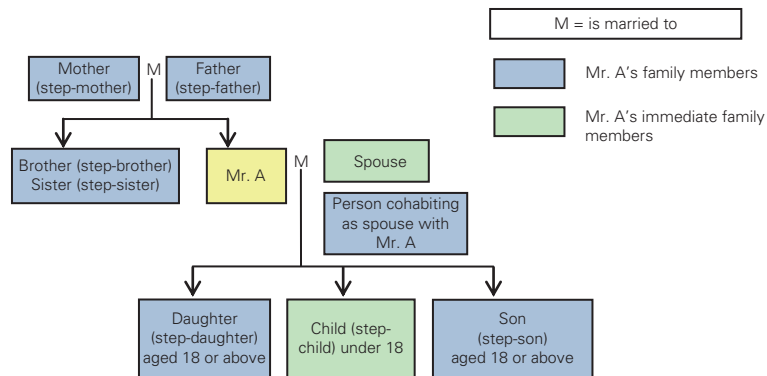 M = is married to
Mother
(step-mother)
M
Father
(step-father)
Mr. A's family members
Mr. A's immediate family
members
Brother (step-brother)
Sister (step-sister)
Mr. A
M
Spouse
Person cohabiting
as spouse with
Mr. A
Daughter
(step-daughter)
aged 18 or above
Child (step-
child) under 18
Son
(step-son)
aged 18 or above